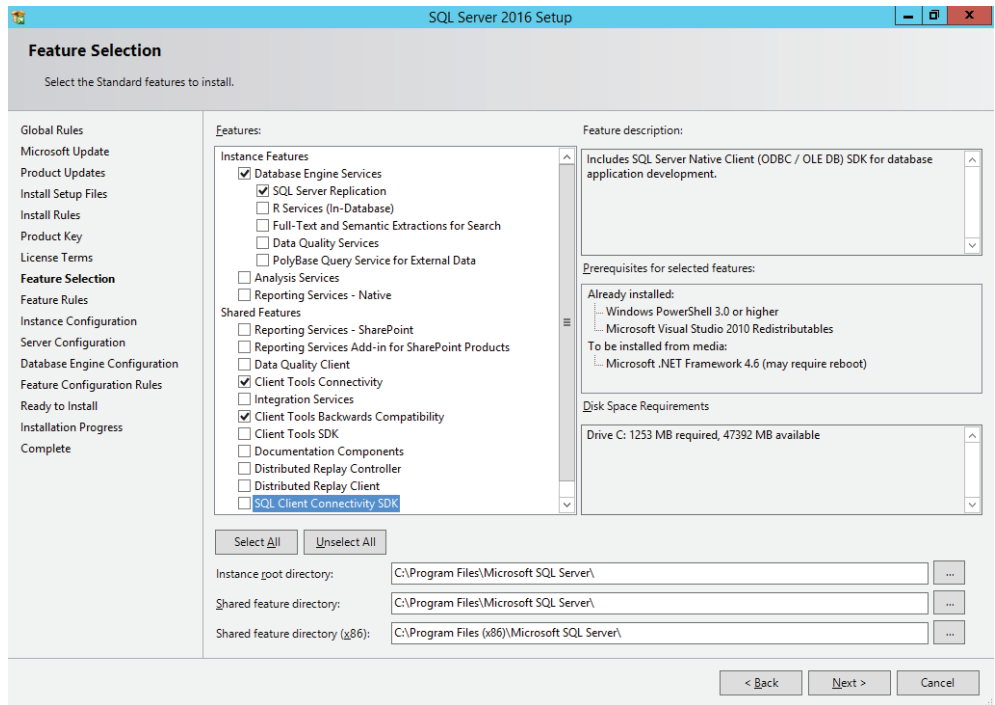 SQL Server 2016 Setup
Feature Selection
Select the Standard features to install.
Global Rules
Microsoft Update
Product Updates
Install Setup Files
Install Rules
Product Key
License Terms
Feature Selection
Feature Rules
Instance Configuration
Server Configuration
Database Engine Configuration
Feature Configuration Rules
Ready to Install
Installation Progress
Complete
Features:
Instance Features
Database Engine Services
SQL Server Replication
R Services (In-Database)
Full-Text and Semantic Extractions for Search
Data Quality Services
PolyBase Query Service for External Data
Analysis Services
Reporting Services - Native
Shared Features
Reporting Services - SharePoint
Reporting Services Add-in for SharePoint Products
Data Quality Client
Client Tools Connectivity
Integration Services
Client Tools Backwards Compatibility
Client Tools SDK
Documentation Components
Distributed Replay Controller
Distributed Replay Client
SQL Client Connectivity SDK
Feature description:
Includes SQL Server Native Client (ODBC / OLE DB) SDK for database
application development.
Prerequisites for selected features:
Already installed:
Windows PowerShell 3.0 or higher
Microsoft Visual Studio 2010 Redistributables
To be installed from media:
Microsoft .NET Framework 4.6 (may require reboot)
Disk Space Requirements
Drive C: 1253 MB required, 47392 MB available
Select All
Unselect All
Instance root directory:
C:\Program Files\Microsoft SQL Server\
...
Shared feature directory:
C:\Program Files\Microsoft SQL Server\
...
Shared feature directory (x86):
C:\Program Files (x86)\Microsoft SQL Server\
...
< Back
Next >
Cancel